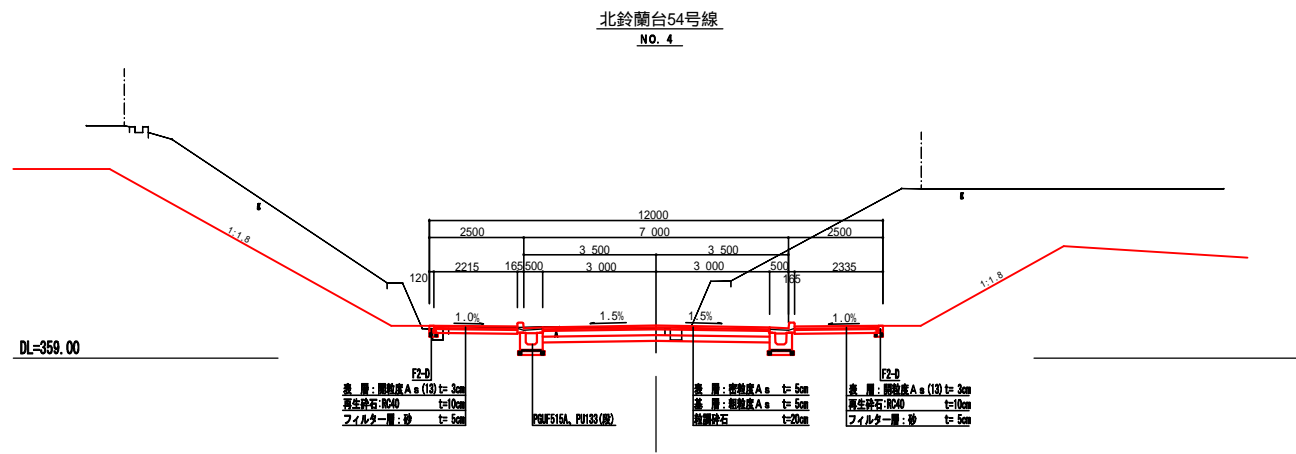 北鈴蘭台54号線
NO. 4
12000
2500 7 000 2500
3 500 3 500
120 2215 165 500 3 000 3 000 500 165 2335
1:1.8
1:1.8
1.0% 1.5% 1.5% 1.0%
DL=359.00
F2-D
表 層：開粒度As(13) t= 3cm
再生砕石:RC40 t=10cm
フィルター層：砂 t= 5cm
PGUF515A、PU133(段)
表 層：密粒度As t= 5cm
基 層：粗粒度As t= 5cm
粒調砕石 t=20cm
F2-D
表 層：開粒度As(13) t= 3cm
再生砕石:RC40 t=10cm
フィルター層：砂 t= 5cm